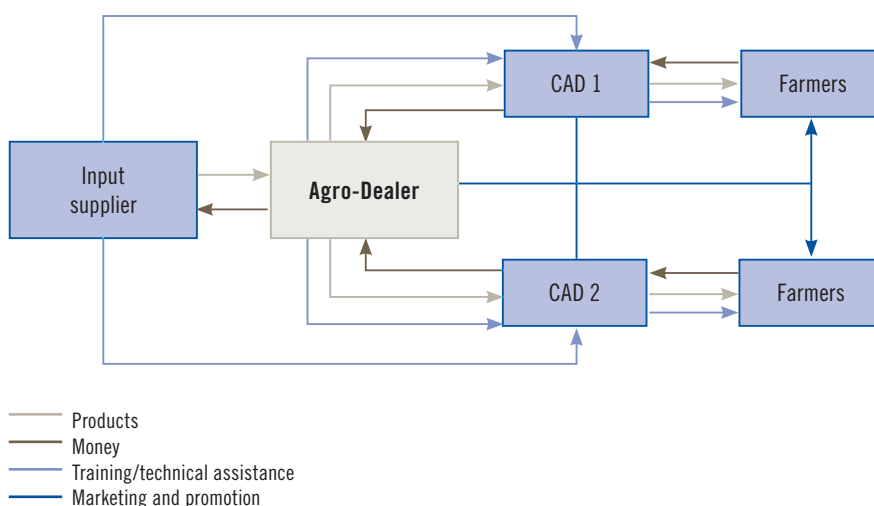 CAD 1
Farmers
Input
supplier
Agro-Dealer
CAD 2
Farmers
Products
Money
Training/technical assistance
Marketing and promotion